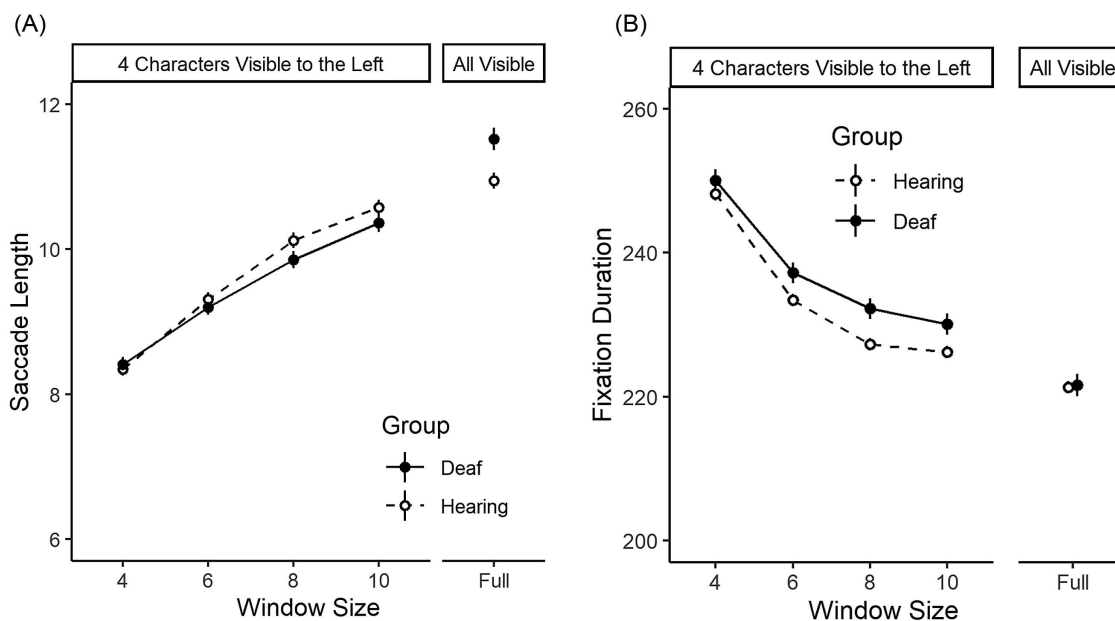 (A)
4 Characters Visible to the Left
All Visible
12
10
8
6
Saccade Length
Group
Deaf
Hearing
4
6
8
10
Full
Window Size
(B)
4 Characters Visible to the Left
All Visible
260
240
220
200
Fixation Duration
Group
Hearing
Deaf
4
6
8
10
Full
Window Size